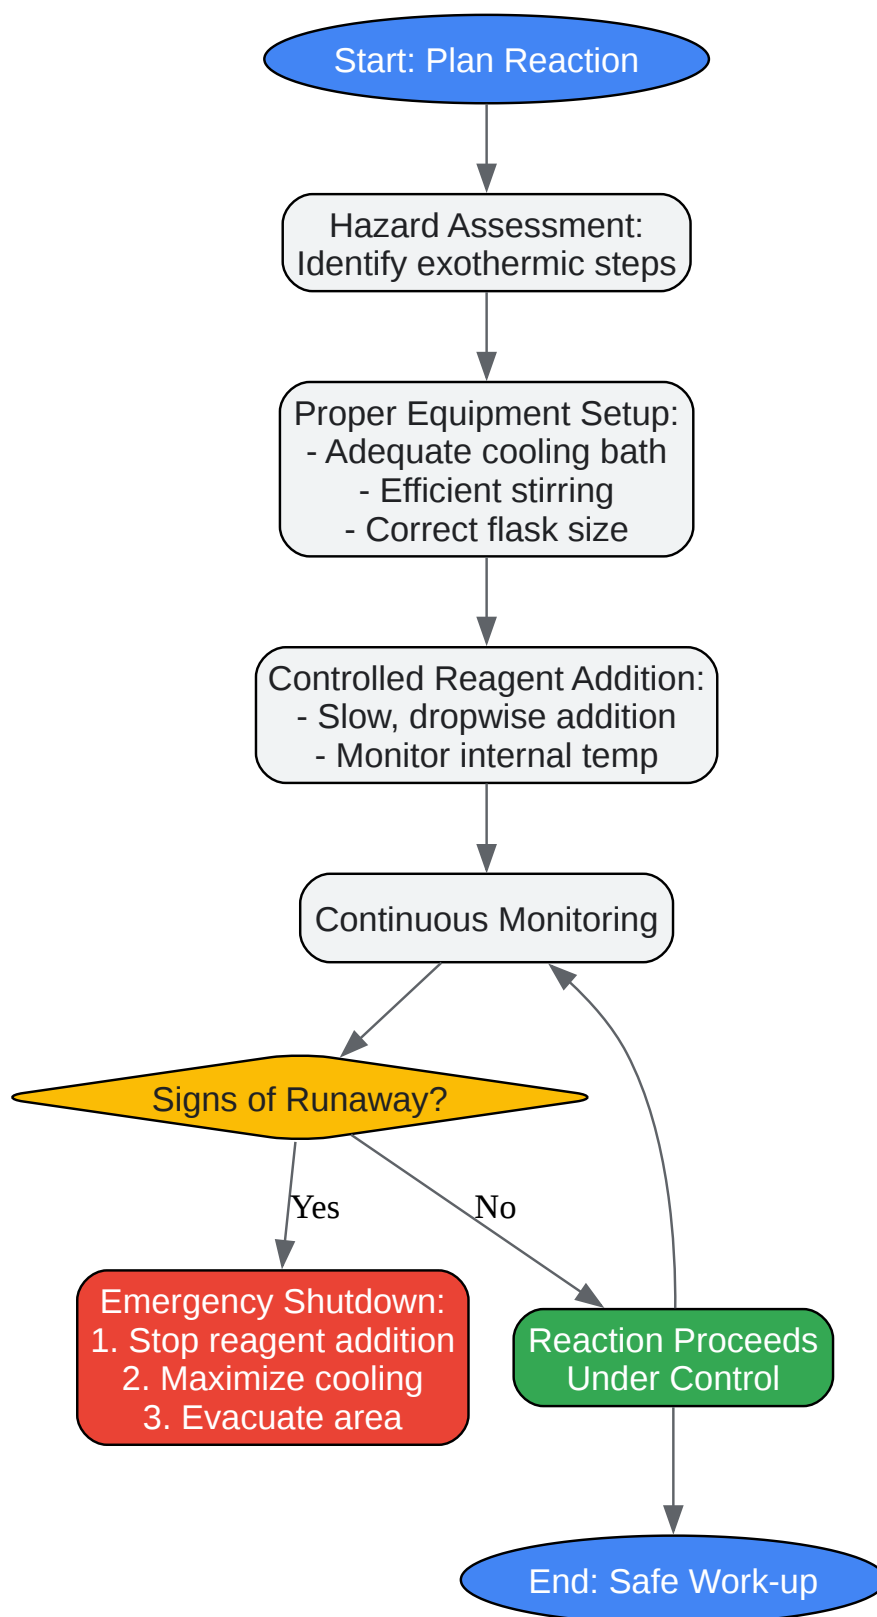 Start: Plan Reaction
Hazard Assessment:
Identify exothermic steps
Proper Equipment Setup:
- Adequate cooling bath
- Efficient stirring
- Correct flask size
Controlled Reagent Addition:
- Slow, dropwise addition
- Monitor internal temp
Continuous Monitoring
Signs of Runaway?
Yes
No
Emergency Shutdown:
1. Stop reagent addition
2. Maximize cooling
3. Evacuate area
Reaction Proceeds
Under Control
End: Safe Work-up